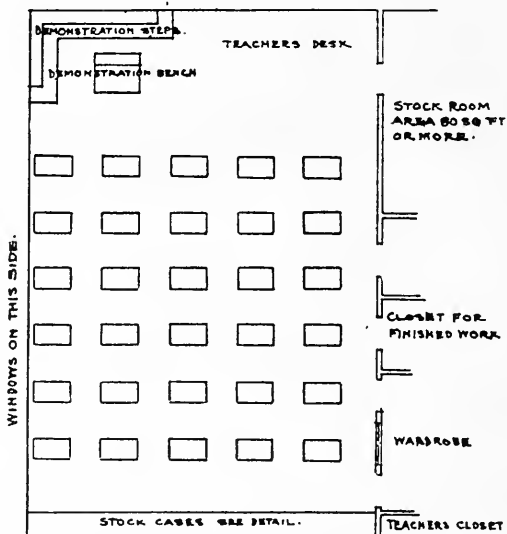 DEMONSTRATION STEPS.
TEACHERS DESK
DEMONSTRATION BENCH
STOCK ROOM
AREA 80 SQ FT
OR MORE.
WINDOWS ON THIS SIDE.
CLOSET FOR
FINISHED WORK
WARDROBE
STOCK CASES SEE DETAIL.
TEACHERS CLOSET